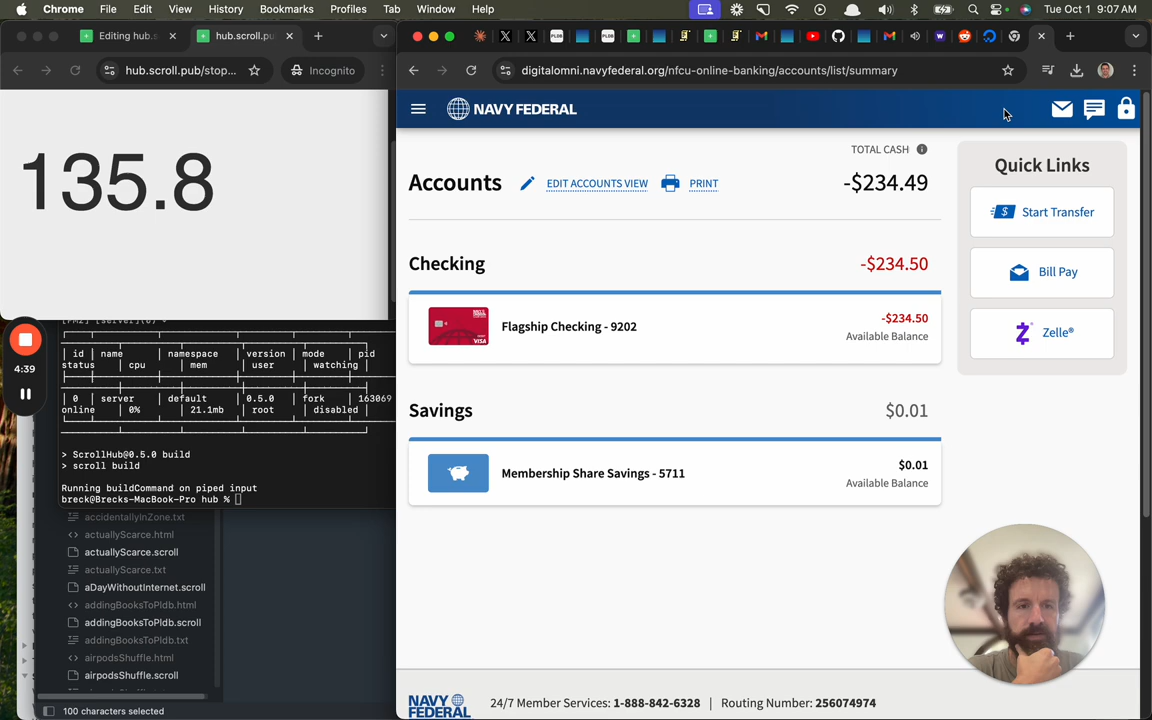 Chrome File Edit View History Bookmarks Profiles Tab Window Help Tue Oct 1 9:07 AM
Editing hub.s hub.scroll.pu
hub.scroll.pub/stop... Incognito
135.8
4:39
| id | name | namespace | version | mode | pid
status | cpu | mem | user | watching |
| 0 | server | default | 0.5.0 | fork | 163069
online | 0% | 21.1mb | root | disabled |
> ScrollHub@0.5.0 build
> scroll build
Running buildCommand on piped input
breck@Brecks-MacBook-Pro hub %
accidentallyInZone.txt
actuallyScarce.html
actuallyScarce.scroll
actuallyScarce.txt
aDayWithoutInternet.scroll
addingBooksToPldb.html
addingBooksToPldb.scroll
addingBooksToPldb.txt
airpodsShuffle.html
airpodsShuffle.scroll
100 characters selected
digitalomni.navyfederal.org/nfcu-online-banking/accounts/list/summary
NAVY FEDERAL
TOTAL CASH
Accounts EDIT ACCOUNTS VIEW PRINT -$234.49
Checking -$234.50
Flagship Checking - 9202 -$234.50
Available Balance
Savings $0.01
Membership Share Savings - 5711 $0.01
Available Balance
Quick Links
Start Transfer
Bill Pay
Zelle®
NAVY FEDERAL 24/7 Member Services: 1-888-842-6328 | Routing Number: 256074974